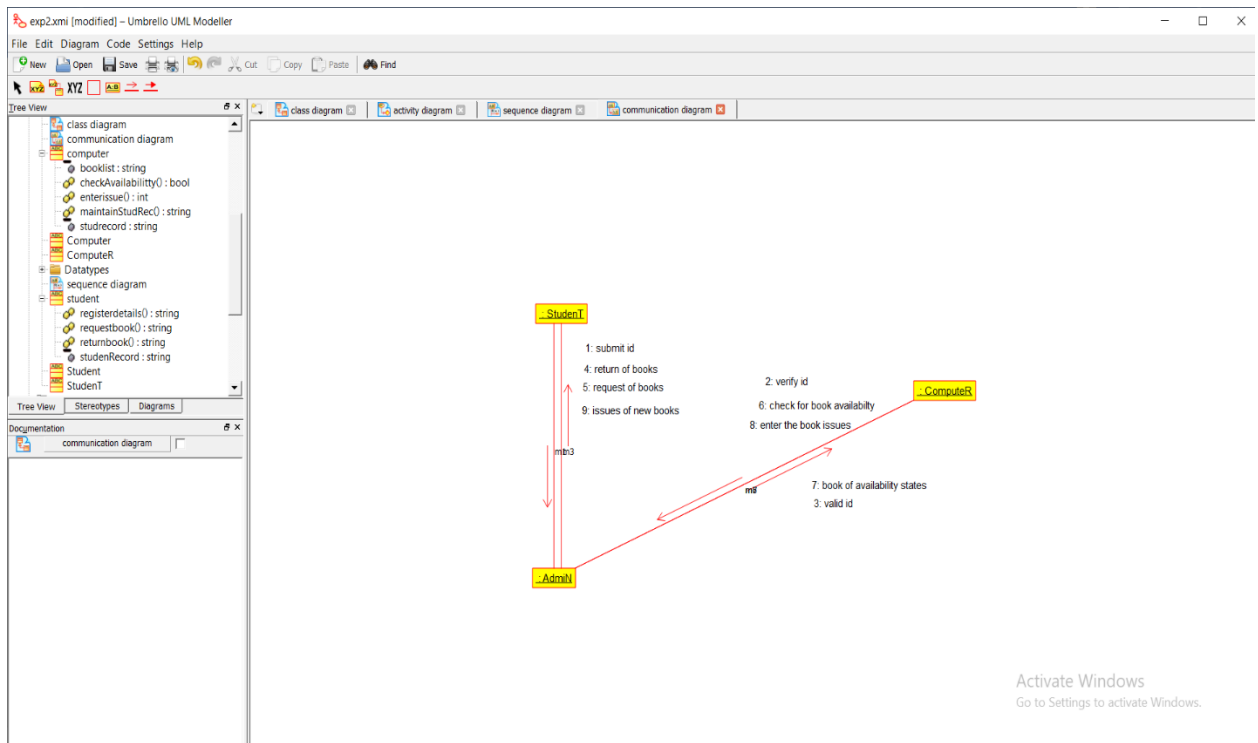 exp2.xmi [modified] – Umbrello UML Modeller
File Edit Diagram Code Settings Help
New Open Save Cut Copy Paste Find
XYZ XYZ A:B
Tree View
class diagram activity diagram sequence diagram communication diagram
class diagram
communication diagram
computer
booklist : string
checkAvailabilitty() : bool
enterissue() : int
maintainStudRec() : string
studrecord : string
Computer
ComputeR
Datatypes
sequence diagram
student
registerdetails() : string
requestbook() : string
returnbook() : string
studenRecord : string
Student
StudenT
Tree View Stereotypes Diagrams
Documentation
communication diagram
: StudenT
1: submit id
4: return of books
5: request of books
9: issues of new books
2: verify id
6: check for book availabilty
8: enter the book issues
: ComputeR
7: book of availability states
3: valid id
: AdmiN
Activate Windows
Go to Settings to activate Windows.